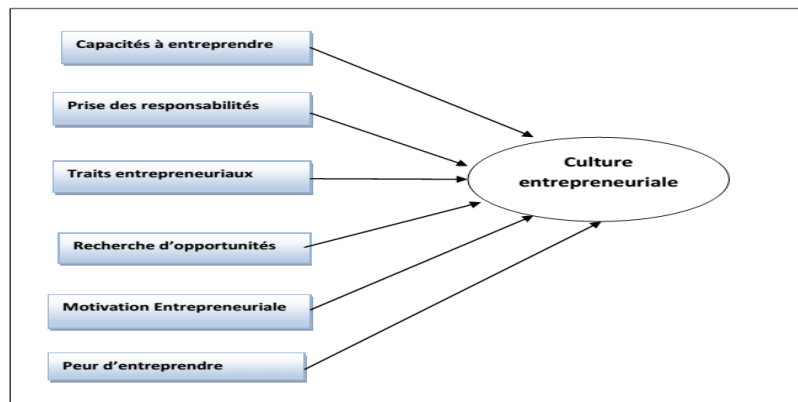 Capacités à entreprendre
Prise des responsabilités
Traits entrepreneuriaux
Recherche d'opportunités
Motivation Entrepreneuriale
Peur d'entreprendre
Culture
entrepreneuriale